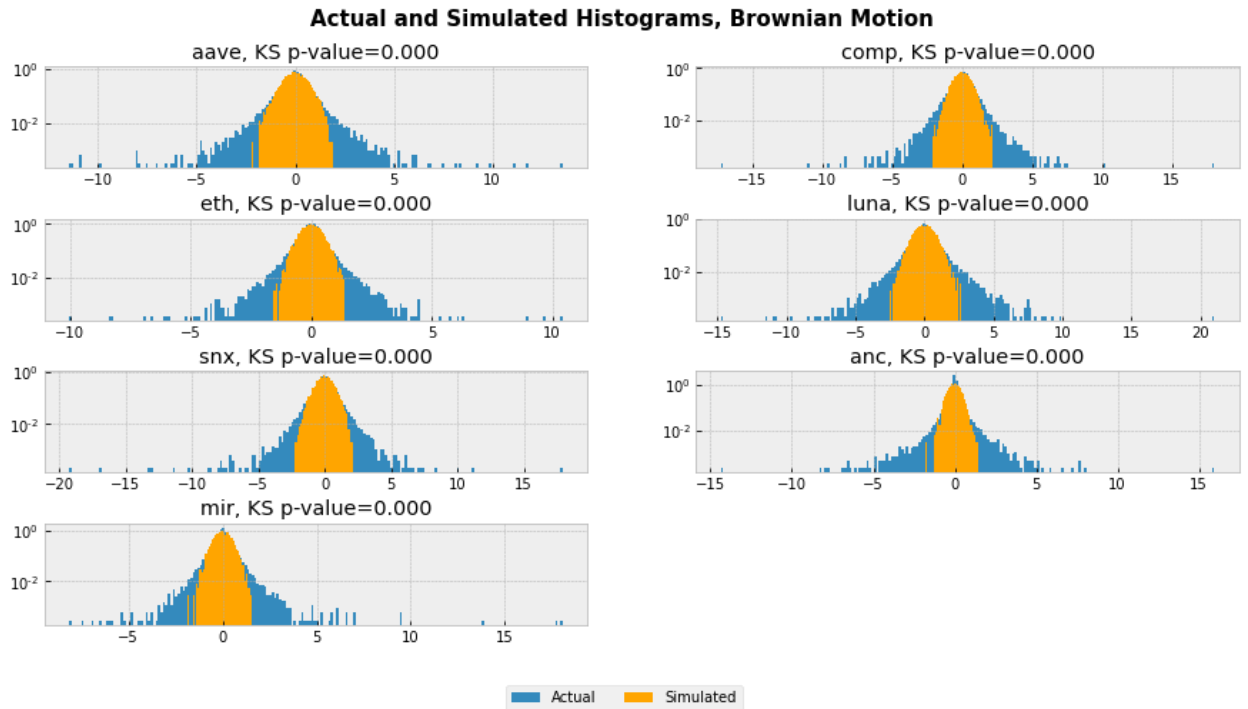 Actual and Simulated Histograms, Brownian Motion
aave, KS p-value=0.000
10⁰
10⁻²
−10 −5 0 5 10
comp, KS p-value=0.000
10⁰
10⁻²
−15 −10 −5 0 5 10 15
eth, KS p-value=0.000
10⁰
10⁻²
−10 −5 0 5 10
luna, KS p-value=0.000
10⁰
10⁻²
−15 −10 −5 0 5 10 15 20
snx, KS p-value=0.000
10⁰
10⁻²
−20 −15 −10 −5 0 5 10 15
anc, KS p-value=0.000
10⁰
10⁻²
−15 −10 −5 0 5 10 15
mir, KS p-value=0.000
10⁰
10⁻²
−5 0 5 10 15
Actual Simulated